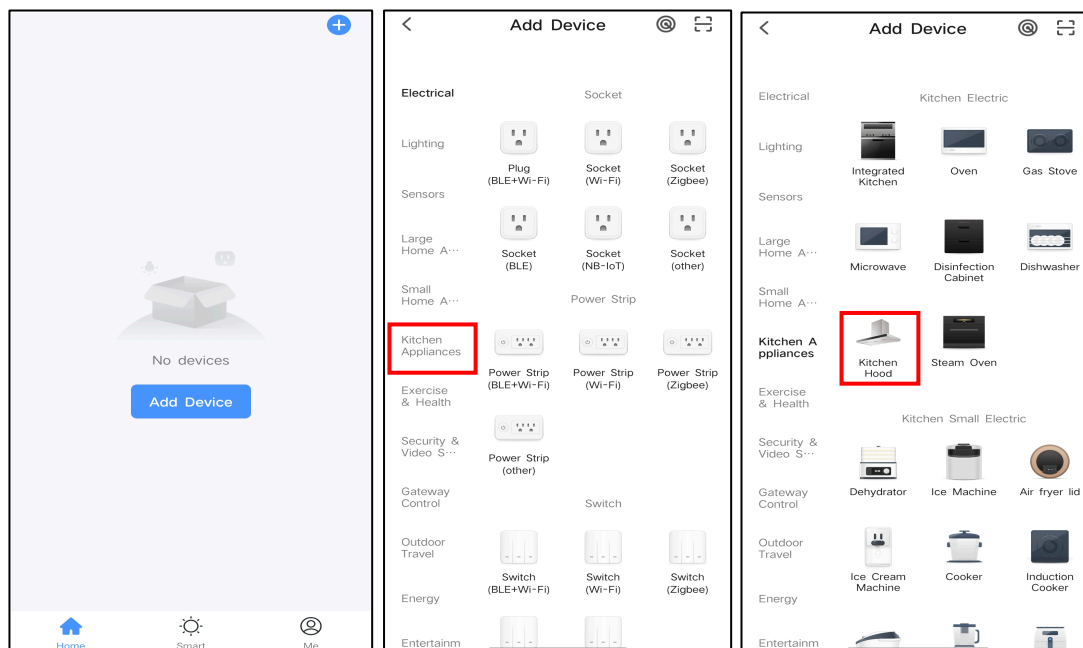 No devices
Add Device
Home
Smart
Me
Add Device
Electrical
Lighting
Sensors
Large
Home A···
Small
Home A···
Kitchen
Appliances
Exercise
& Health
Security &
Video S···
Gateway
Control
Outdoor
Travel
Energy
Entertainm
Socket
Plug
(BLE+Wi-Fi)
Socket
(Wi-Fi)
Socket
(Zigbee)
Socket
(BLE)
Socket
(NB-IoT)
Socket
(other)
Power Strip
Power Strip
(BLE+Wi-Fi)
Power Strip
(Wi-Fi)
Power Strip
(Zigbee)
Power Strip
(other)
Switch
Switch
(BLE+Wi-Fi)
Switch
(Wi-Fi)
Switch
(Zigbee)
Add Device
Electrical
Lighting
Sensors
Large
Home A···
Small
Home A···
Kitchen A
ppliances
Exercise
& Health
Security &
Video S···
Gateway
Control
Outdoor
Travel
Energy
Entertainm
Kitchen Electric
Integrated
Kitchen
Oven
Gas Stove
Microwave
Disinfection
Cabinet
Dishwasher
Kitchen
Hood
Steam Oven
Kitchen Small Electric
Dehydrator
Ice Machine
Air fryer lid
Ice Cream
Machine
Cooker
Induction
Cooker